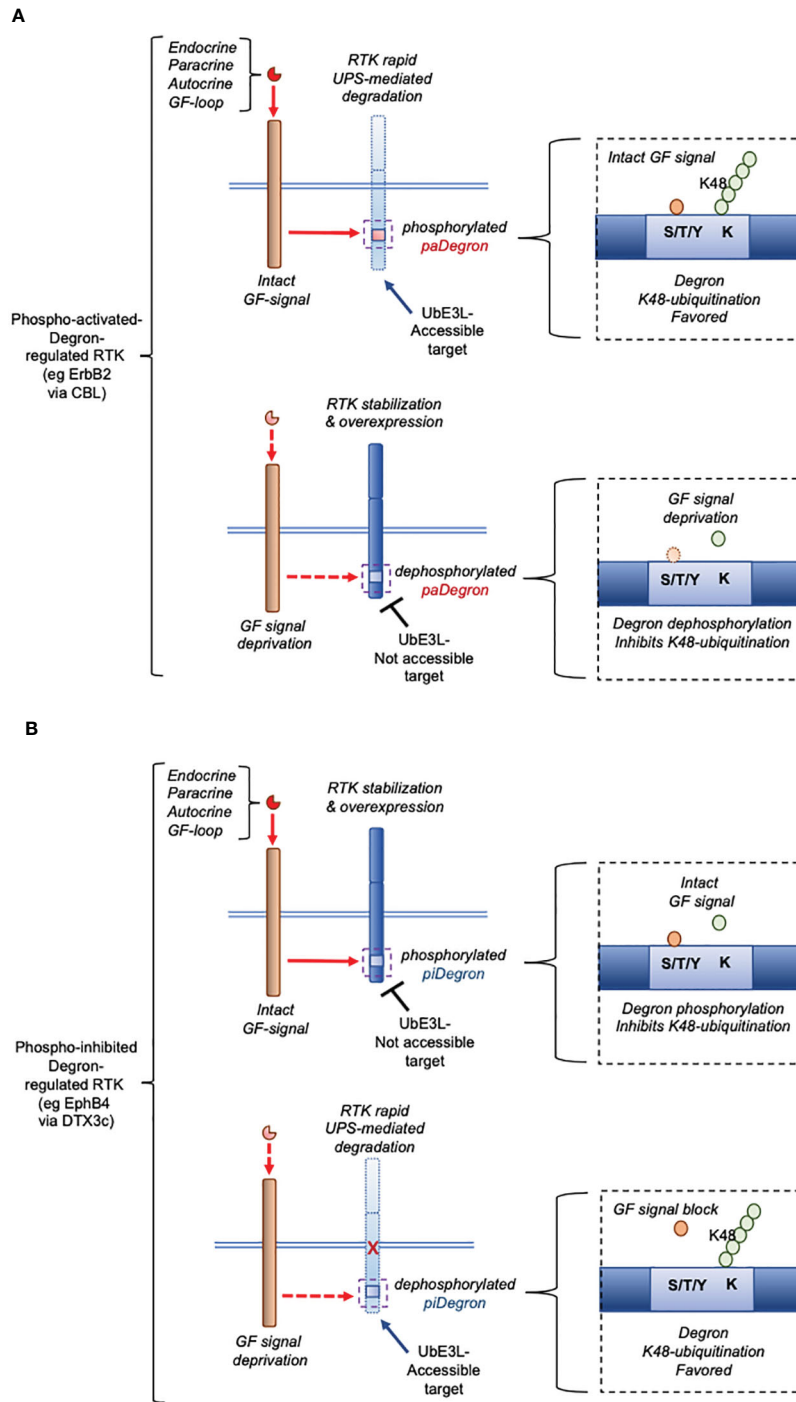 A
Endocrine
Paracrine
Autocrine
GF-loop
RTK rapid
UPS-mediated
degradation
Intact GF signal
K48
S/T/Y K
Degron
K48-ubiquitination
Favored
phosphorylated
paDegron
Intact
GF-signal
UbE3L-
Accessible
target
Phospho-activated-
Degron-
regulated RTK
(eg ErbB2
via CBL)
RTK stabilization
& overexpression
GF signal
deprivation
S/T/Y K
Degron dephosphorylation
Inhibits K48-ubiquitination
dephosphorylated
paDegron
GF signal
deprivation
UbE3L-
Not accessible
target
B
Endocrine
Paracrine
Autocrine
GF-loop
RTK stabilization
& overexpression
Intact
GF signal
S/T/Y K
Degron phosphorylation
Inhibits K48-ubiquitination
phosphorylated
piDegron
Intact
GF-signal
UbE3L-
Not accessible
target
Phospho-inhibited
Degron-
regulated RTK
(eg EphB4
via DTX3c)
RTK rapid
UPS-mediated
degradation
X
GF signal block
K48
S/T/Y K
Degron
K48-ubiquitination
Favored
dephosphorylated
piDegron
GF signal
deprivation
UbE3L-
Accessible
target